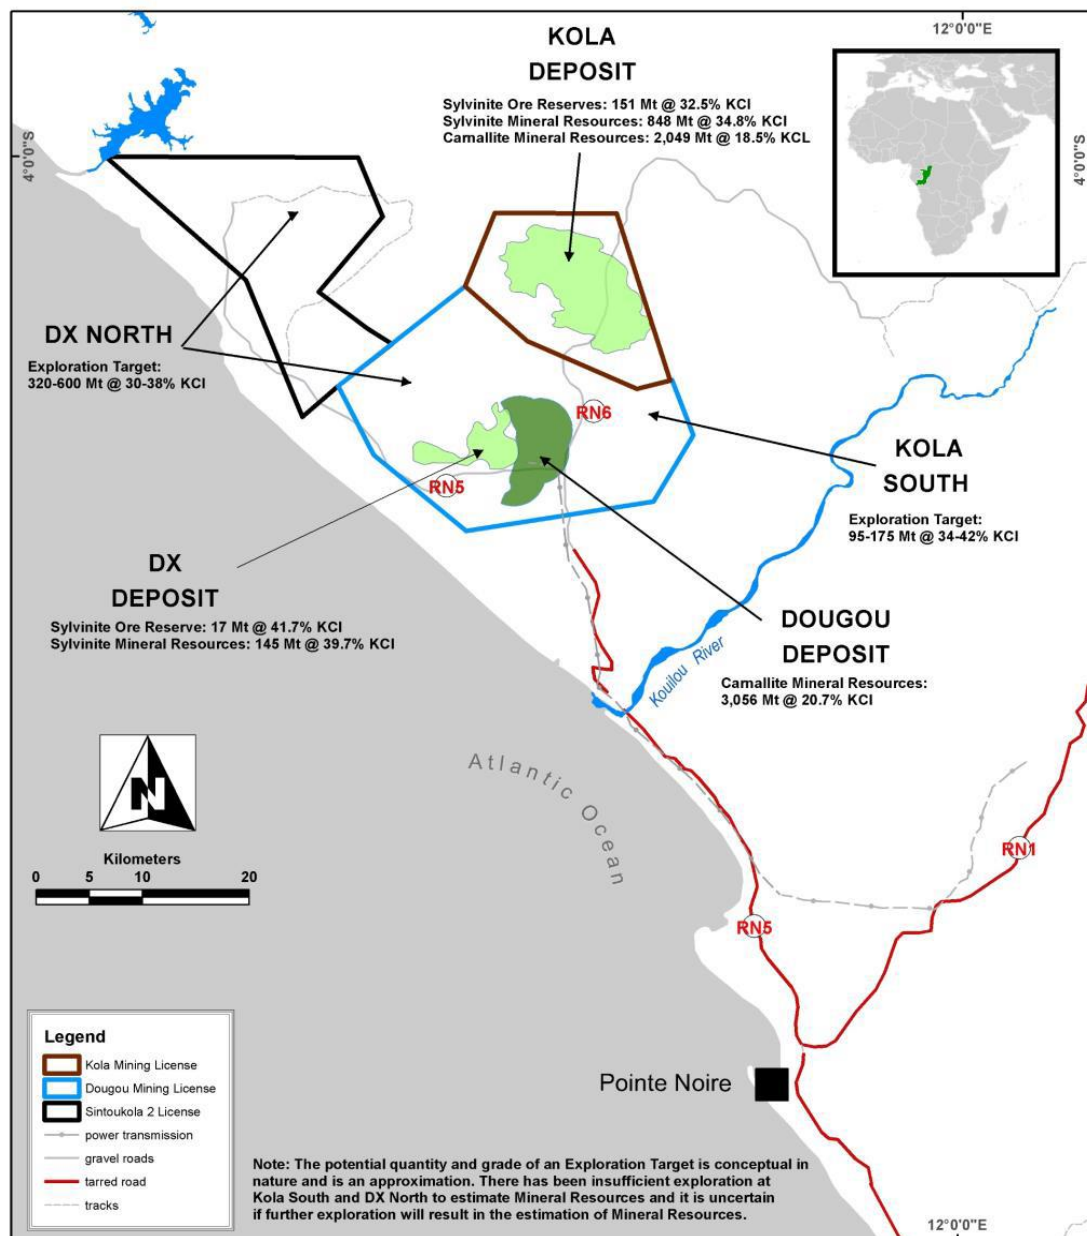 12°0'0"E
KOLA
DEPOSIT
Sylvinite Ore Reserves: 151 Mt @ 32.5% KCl
Sylvinite Mineral Resources: 848 Mt @ 34.8% KCl
Carnallite Mineral Resources: 2,049 Mt @ 18.5% KCL
4°0'0"S
4°0'0"S
DX NORTH
Exploration Target:
320-600 Mt @ 30-38% KCl
RN6
RN5
KOLA
SOUTH
Exploration Target:
95-175 Mt @ 34-42% KCl
DX
DEPOSIT
Sylvinite Ore Reserve: 17 Mt @ 41.7% KCl
Sylvinite Mineral Resources: 145 Mt @ 39.7% KCl
DOUGOU
DEPOSIT
Carnallite Mineral Resources:
3,056 Mt @ 20.7% KCl
Kouilou River
Atlantic Ocean
N
Kilometers
0 5 10 20
RN1
RN5
Pointe Noire
Legend
Kola Mining License
Dougou Mining License
Sintoukola 2 License
power transmission
gravel roads
tarred road
tracks
Note: The potential quantity and grade of an Exploration Target is conceptual in
nature and is an approximation. There has been insufficient exploration at
Kola South and DX North to estimate Mineral Resources and it is uncertain
if further exploration will result in the estimation of Mineral Resources.
12°0'0"E